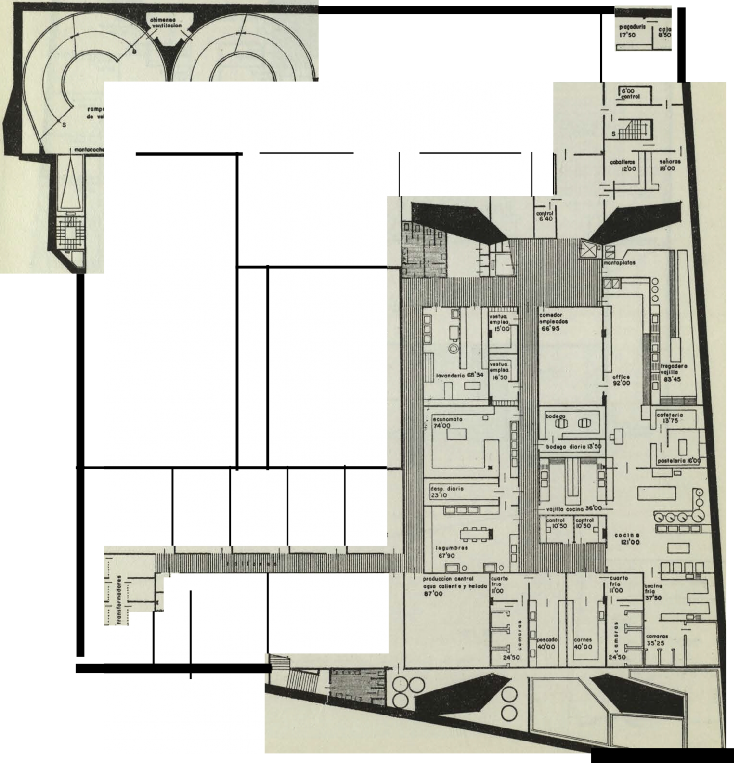 chimenea
ventilacion
pagaduria
17'50
caja
8'50
rampa
de
S
B
montacoche
6'00
control
S
caballeros
12'00
señoras
18'00
control
6'40
montaplatos
vestua.
emplea.
15'00
comedor
empleados
66'95
vestua.
emplea.
16'50
lavanderia 68'34
office
92'00
fregadero
vajilla
83'45
economato
74'00
bodega
bodega diario 13'50
cafeteria
13'75
pasteleria 16'00
desp. diario
23'10
vajilla cocina 36'00
control
10'50
control
10'50
cocina
121'00
legumbres
67'90
transformadores
produccion central
agua caliente y helada
87'00
cuarto
frio
11'00
camaras
24'50
pescado
40'00
carnes
40'00
cuarto
frio
11'00
camaras
24'50
cocina
fria
37'50
camaras
35'25